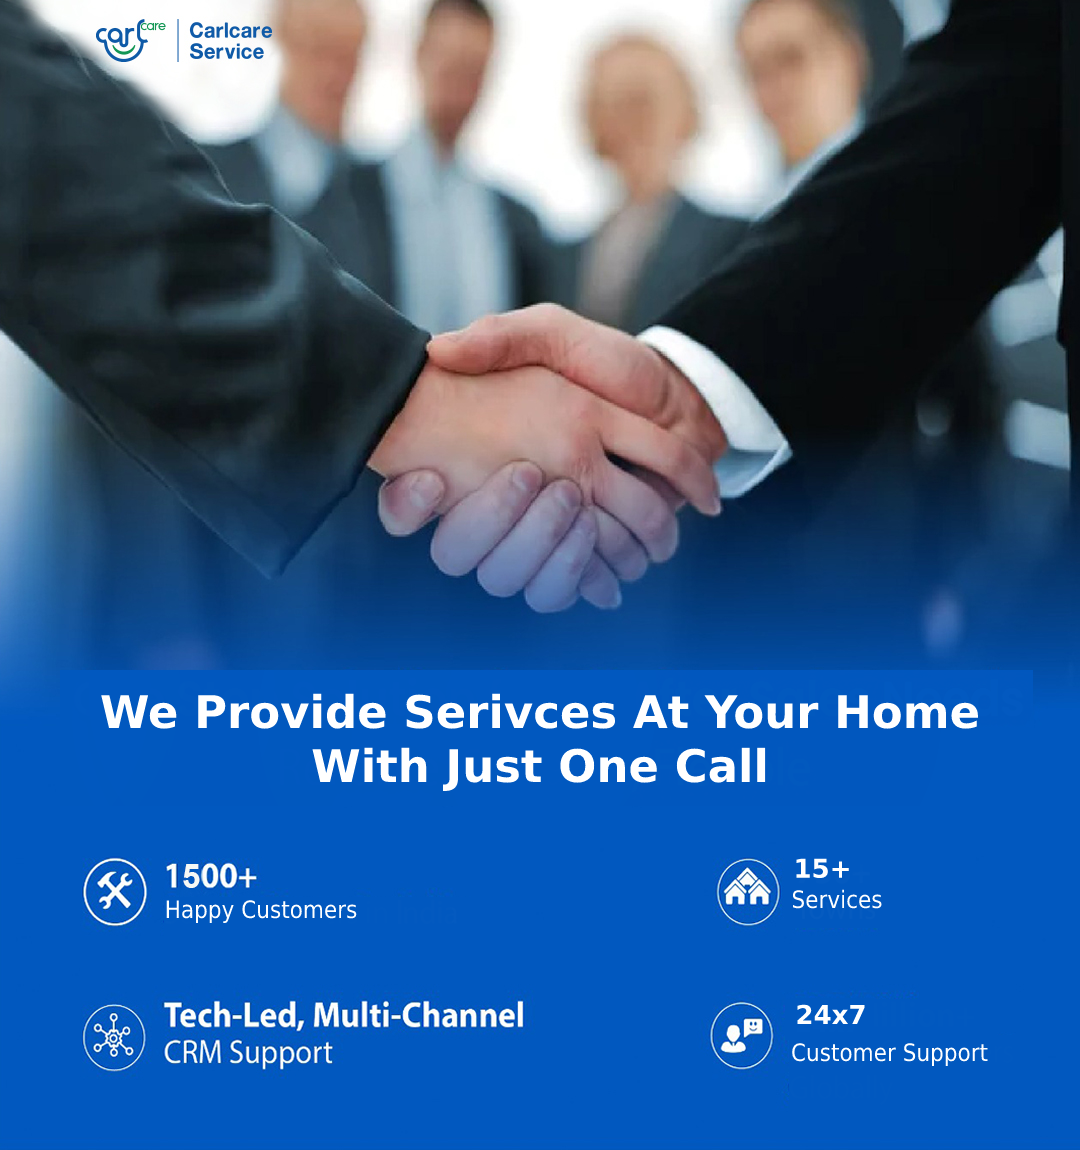 carl care
Carlcare
Service
We Provide Serivces At Your Home
With Just One Call
1500+
Happy Customers
15+
Services
Tech-Led, Multi-Channel
CRM Support
24x7
Customer Support